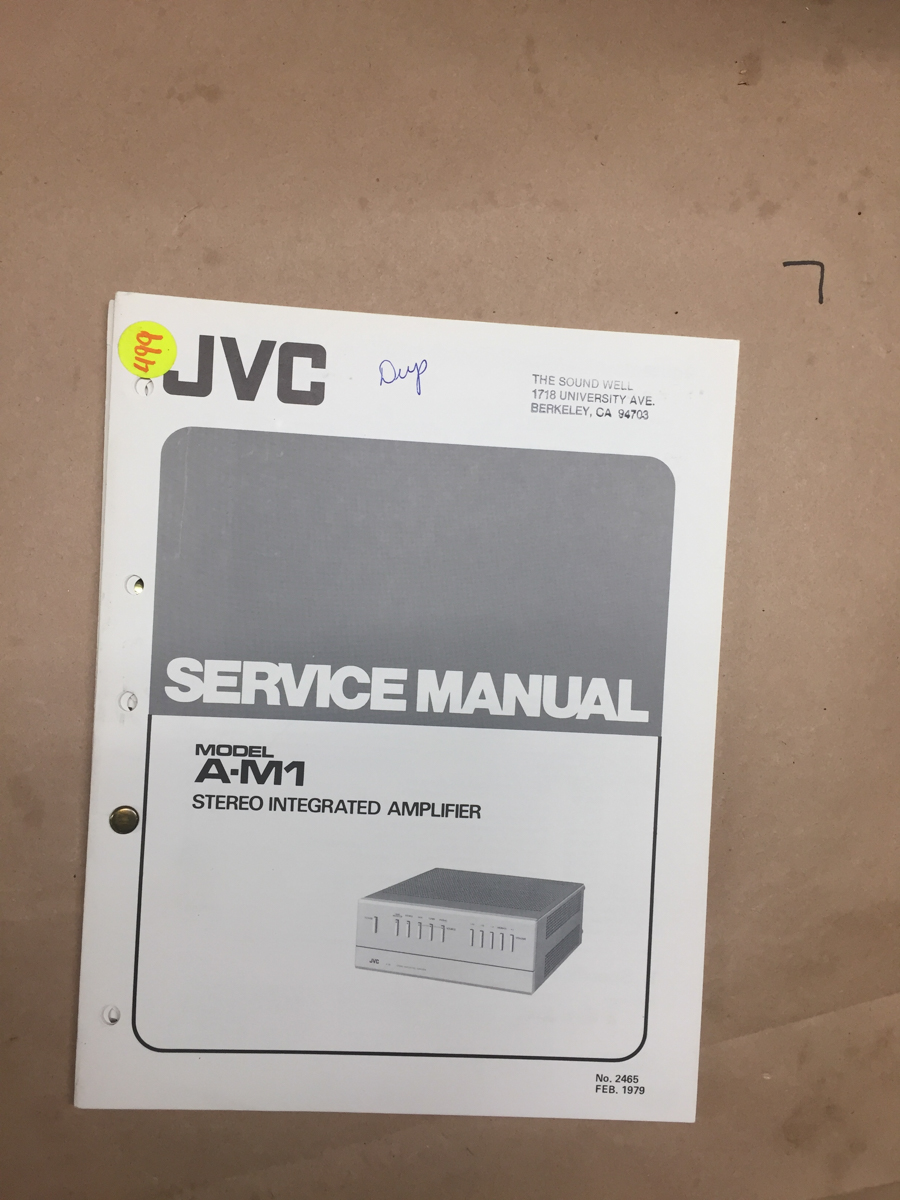 499
JVC
Dup
THE SOUND WELL
1718 UNIVERSITY AVE.
BERKELEY, CA 94703
SERVICE MANUAL
MODEL
A-M1
STEREO INTEGRATED AMPLIFIER
JVC
No. 2465
FEB. 1979